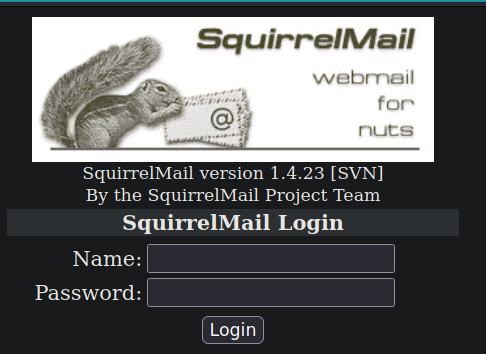 SquirrelMail
webmail
for
nuts
@
SquirrelMail version 1.4.23 [SVN]
By the SquirrelMail Project Team
SquirrelMail Login
Name:
Password:
Login